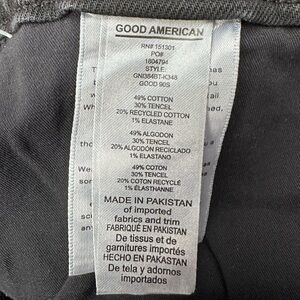 GOOD AMERICAN
RN# 151301
PO#
1604794
STYLE:
GNI384BT-K348
GOOD 90S
49% COTTON
30% TENCEL
20% RECYCLED COTTON
1% ELASTANE
49% ALGODON
30% TENCEL
20% ALGODON RECICLADO
1% ELASTANO
49% COTON
30% TENCEL
20% COTON RECYCLÉ
1% ÉLASTHANNE
MADE IN PAKISTAN
of imported
fabrics and trim
FABRIQUÉ EN PAKISTAN
De tissus et de
garnitures importés
HECHO EN PAKASTAN
De tela y adornos
importados